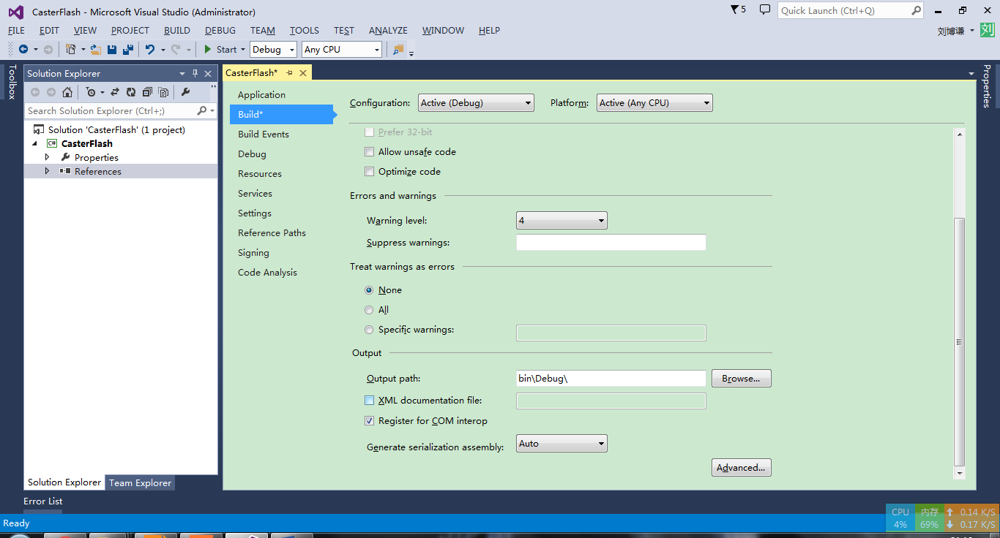 CasterFlash - Microsoft Visual Studio (Administrator)
5
Quick Launch (Ctrl+Q)
FILE EDIT VIEW PROJECT BUILD DEBUG TEAM TOOLS TEST ANALYZE WINDOW HELP
刘博谦
刘
Start
Debug
Any CPU
Toolbox
Solution Explorer
Search Solution Explorer (Ctrl+;)
Solution 'CasterFlash' (1 project)
C#
CasterFlash
Properties
References
Solution Explorer
Team Explorer
CasterFlash*
Application
Build*
Build Events
Debug
Resources
Services
Settings
Reference Paths
Signing
Code Analysis
Configuration: Active (Debug) Platform: Active (Any CPU)
Prefer 32-bit
Allow unsafe code
Optimize code
Errors and warnings
Warning level: 4
Suppress warnings:
Treat warnings as errors
None
All
Specific warnings:
Output
Output path: bin\Debug\ Browse...
XML documentation file:
Register for COM interop
Generate serialization assembly: Auto
Advanced...
Properties
Error List
Ready
CPU 内存 0.14 K/S
4% 69% 0.17 K/S